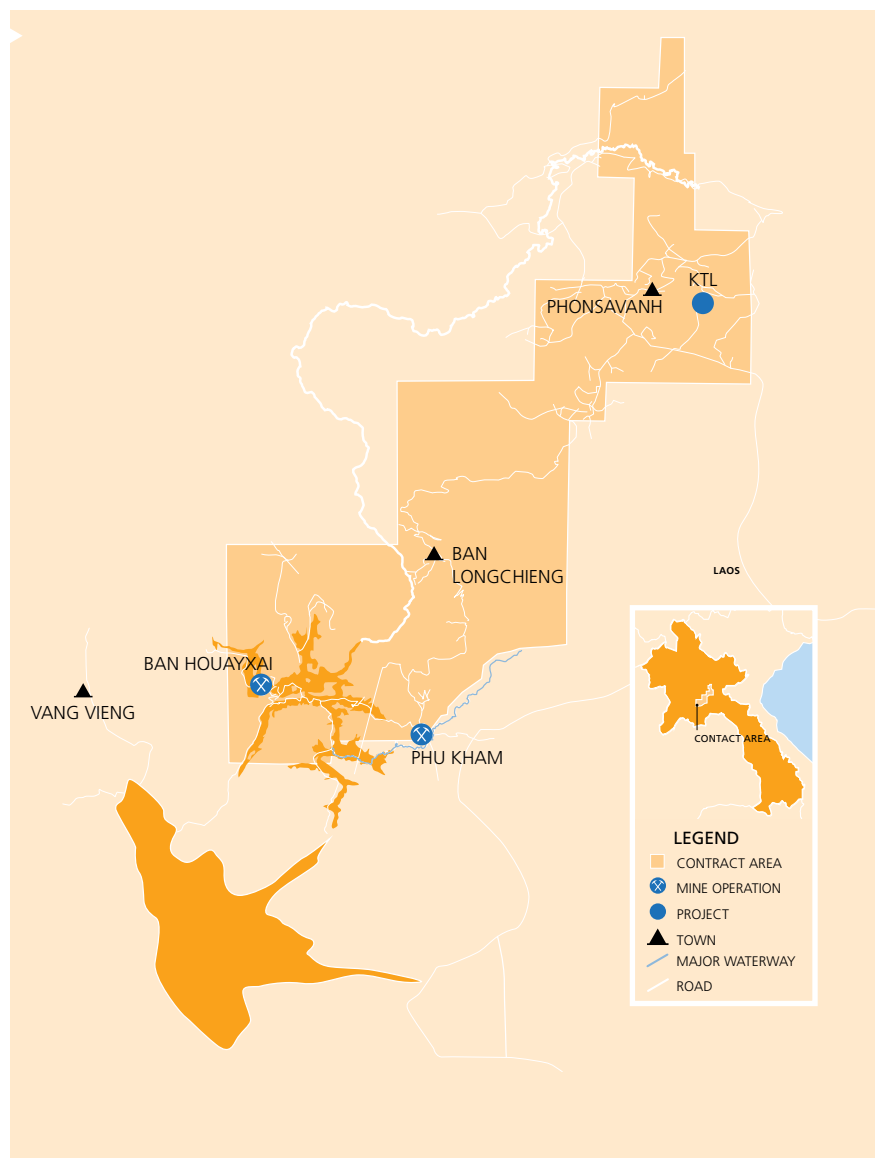 KTL
PHONSAVANH
BAN
LONGCHIENG
LAOS
BAN HOUAYXAI
VANG VIENG
PHU KHAM
CONTACT AREA
LEGEND
CONTRACT AREA
MINE OPERATION
PROJECT
TOWN
MAJOR WATERWAY
ROAD